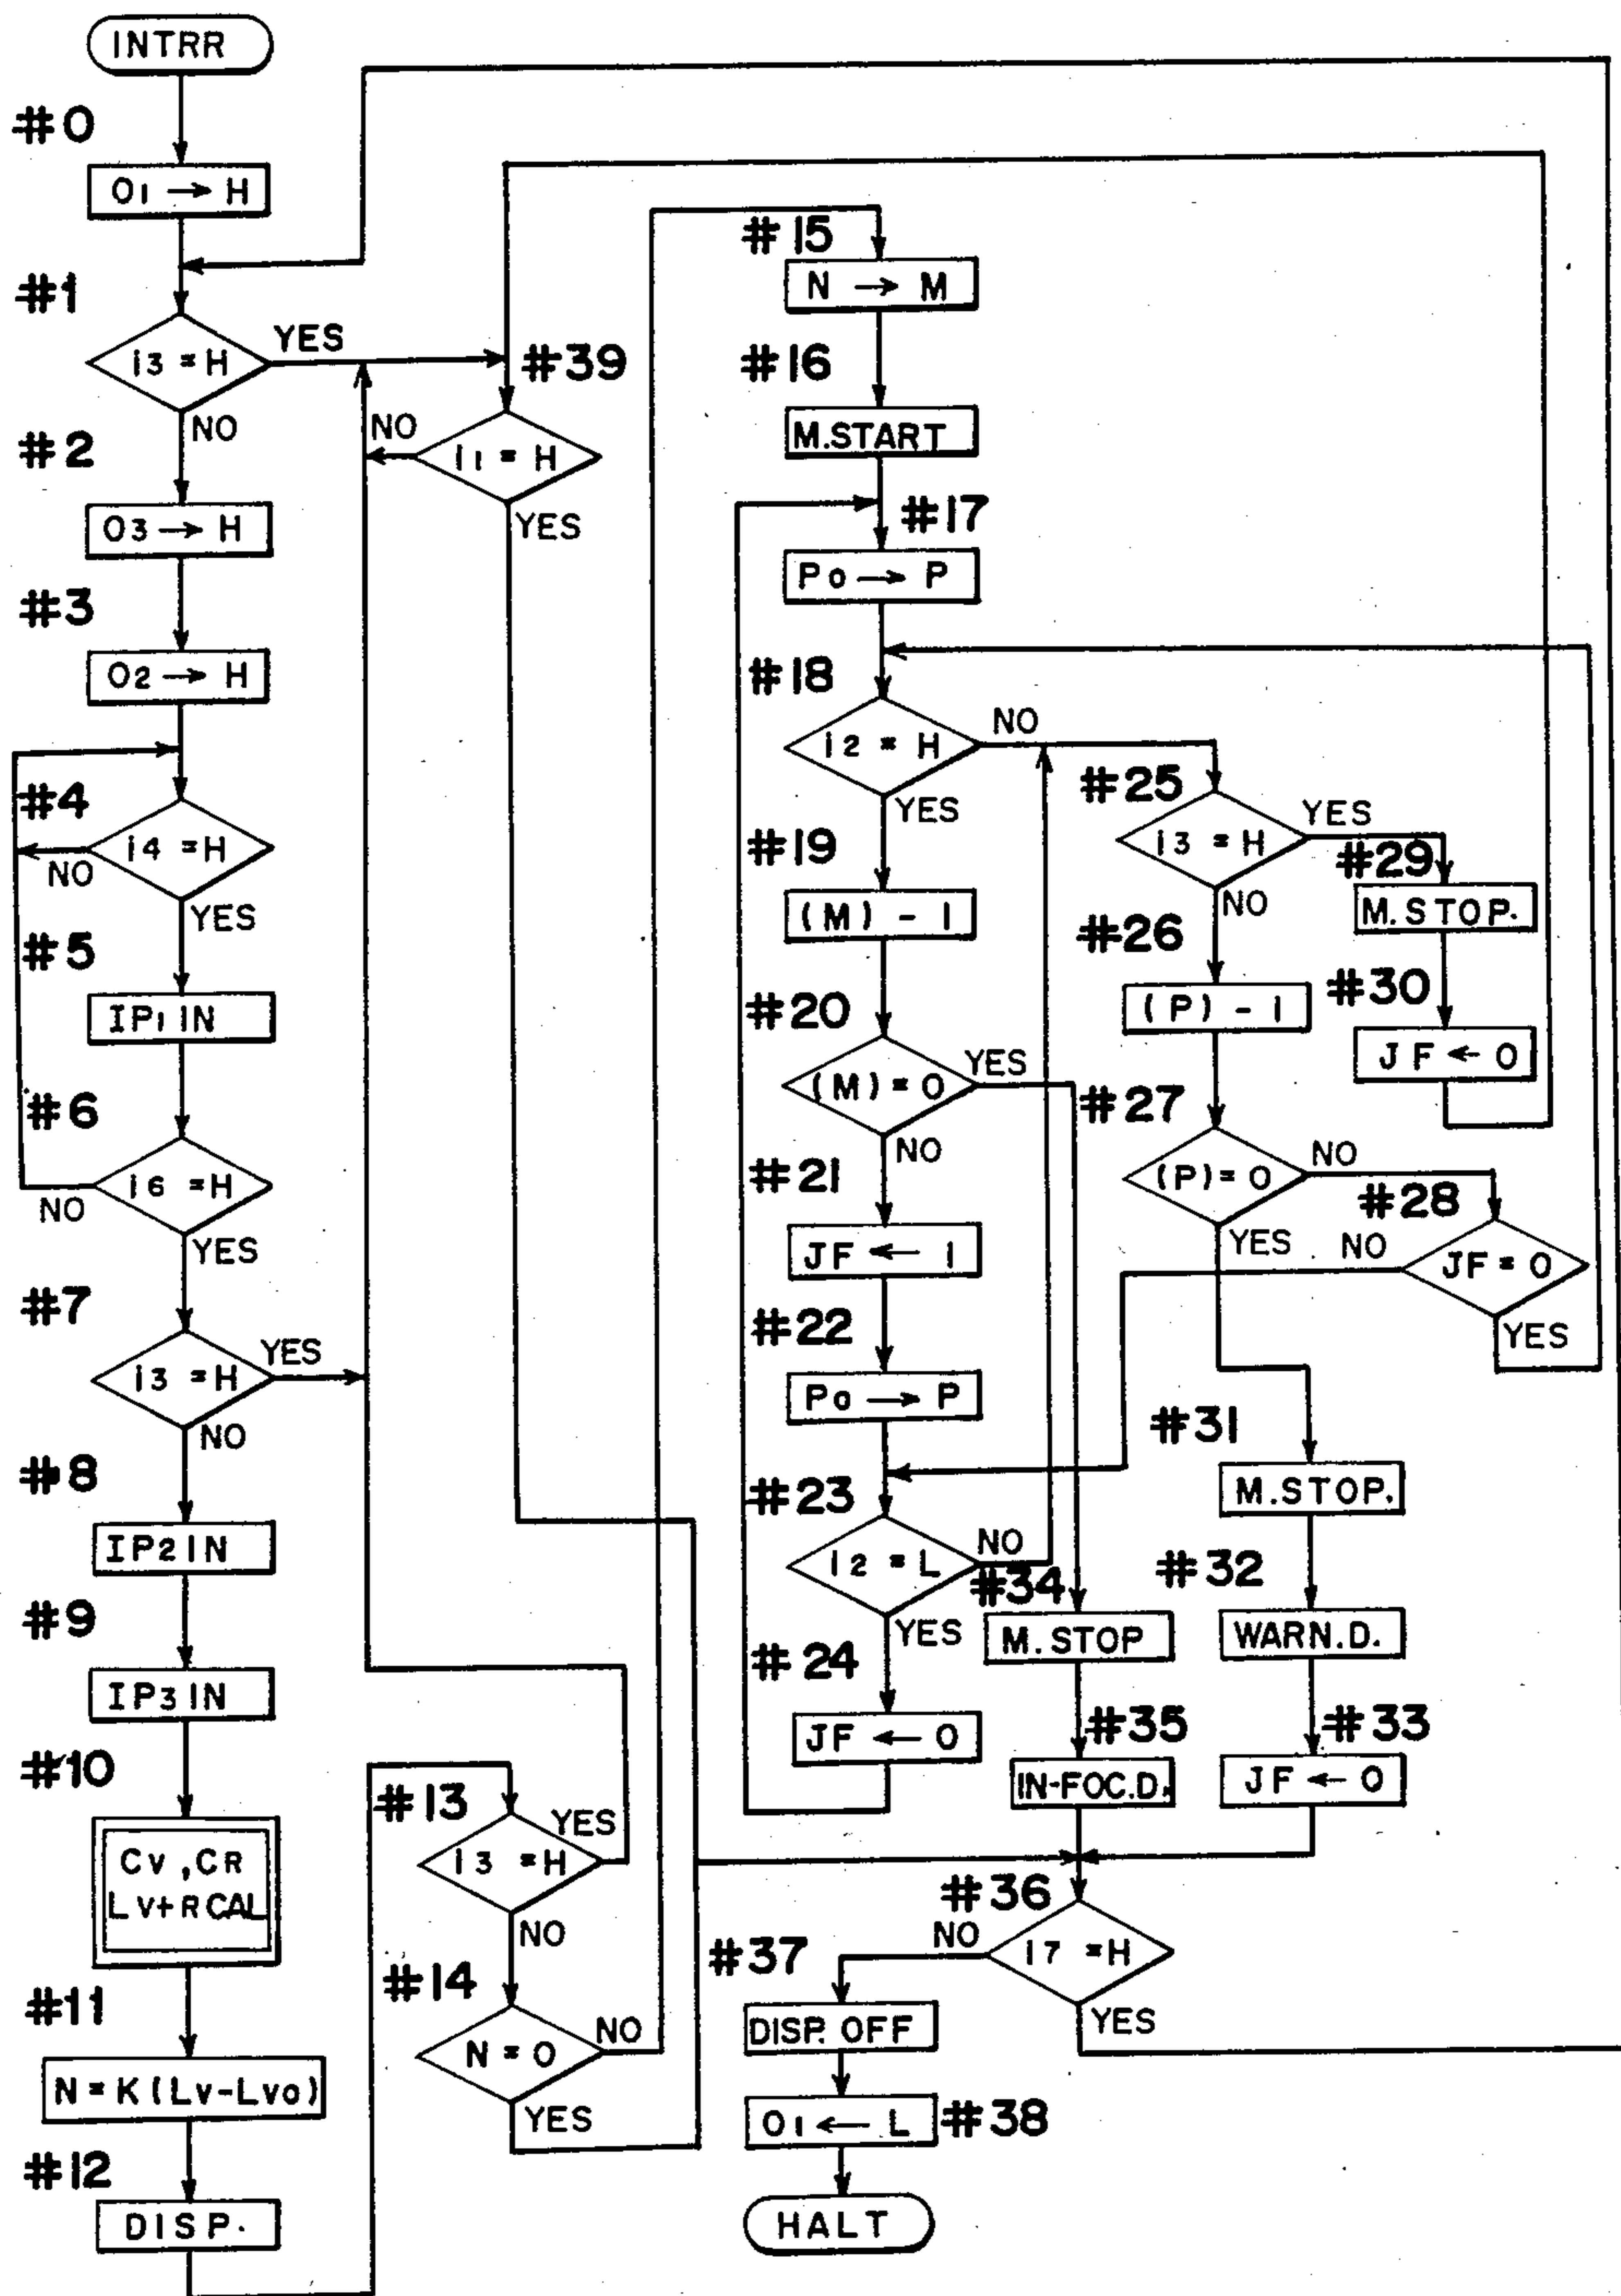 INTRR
#0
O1 → H
#1
i3 = H
YES
NO
#2
O3 → H
#3
O2 → H
#4
i4 = H
NO
YES
#5
IP1 IN
#6
i6 = H
NO
YES
#7
i3 = H
YES
NO
#8
IP2 IN
#9
IP3 IN
#10
Cv , CR
Lv+R CAL
#11
N = K (Lv-Lvo)
#12
DISP.
#39
i1 = H
NO
YES
#13
i3 = H
YES
NO
#14
N = 0
NO
YES
#15
N → M
#16
M.START
#17
Po → P
#18
i2 = H
NO
YES
#19
(M) - 1
#20
(M) = 0
YES
NO
#21
JF ← 1
#22
Po → P
#23
i2 = L
NO
YES
#24
JF ← 0
#25
i3 = H
YES
NO
#26
(P) - 1
#27
(P) = 0
NO
YES
#28
JF = 0
NO
YES
#29
M.STOP.
#30
JF ← 0
#31
M.STOP.
#32
WARN.D.
#33
JF ← 0
#34
M.STOP
#35
IN-FOC.D.
#36
i7 = H
NO
YES
#37
DISP. OFF
O1 ← L
#38
HALT